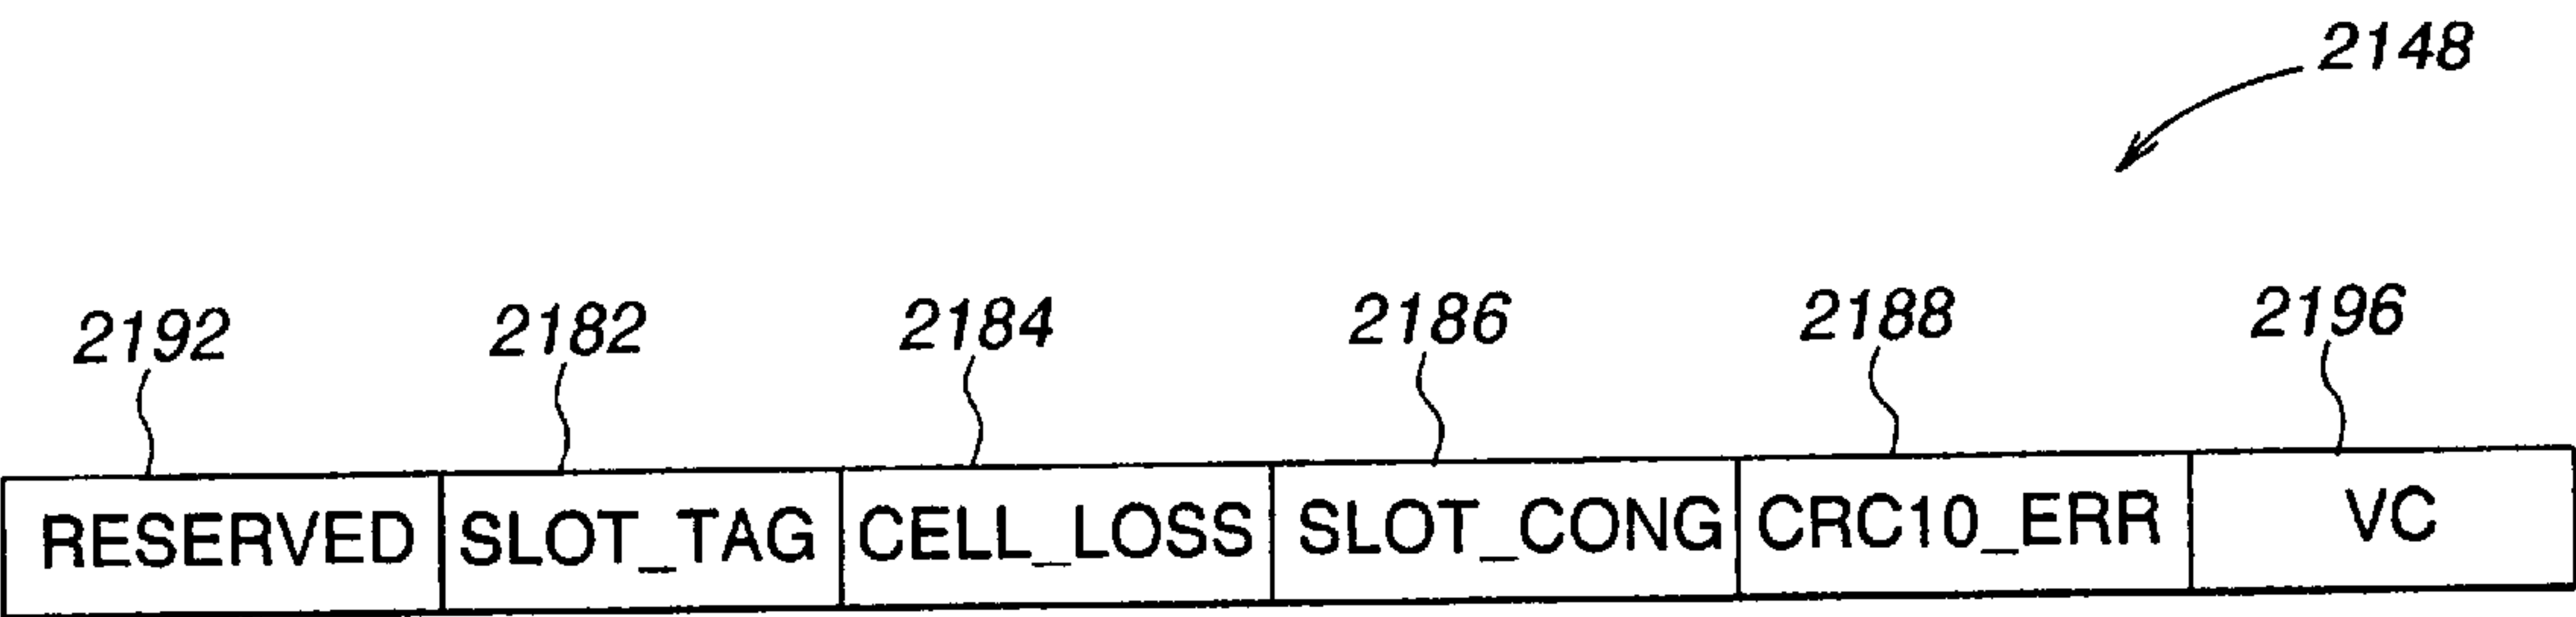 2148
2192 2182 2184 2186 2188 2196
RESERVED SLOT_TAG CELL_LOSS SLOT_CONG CRC10_ERR VC